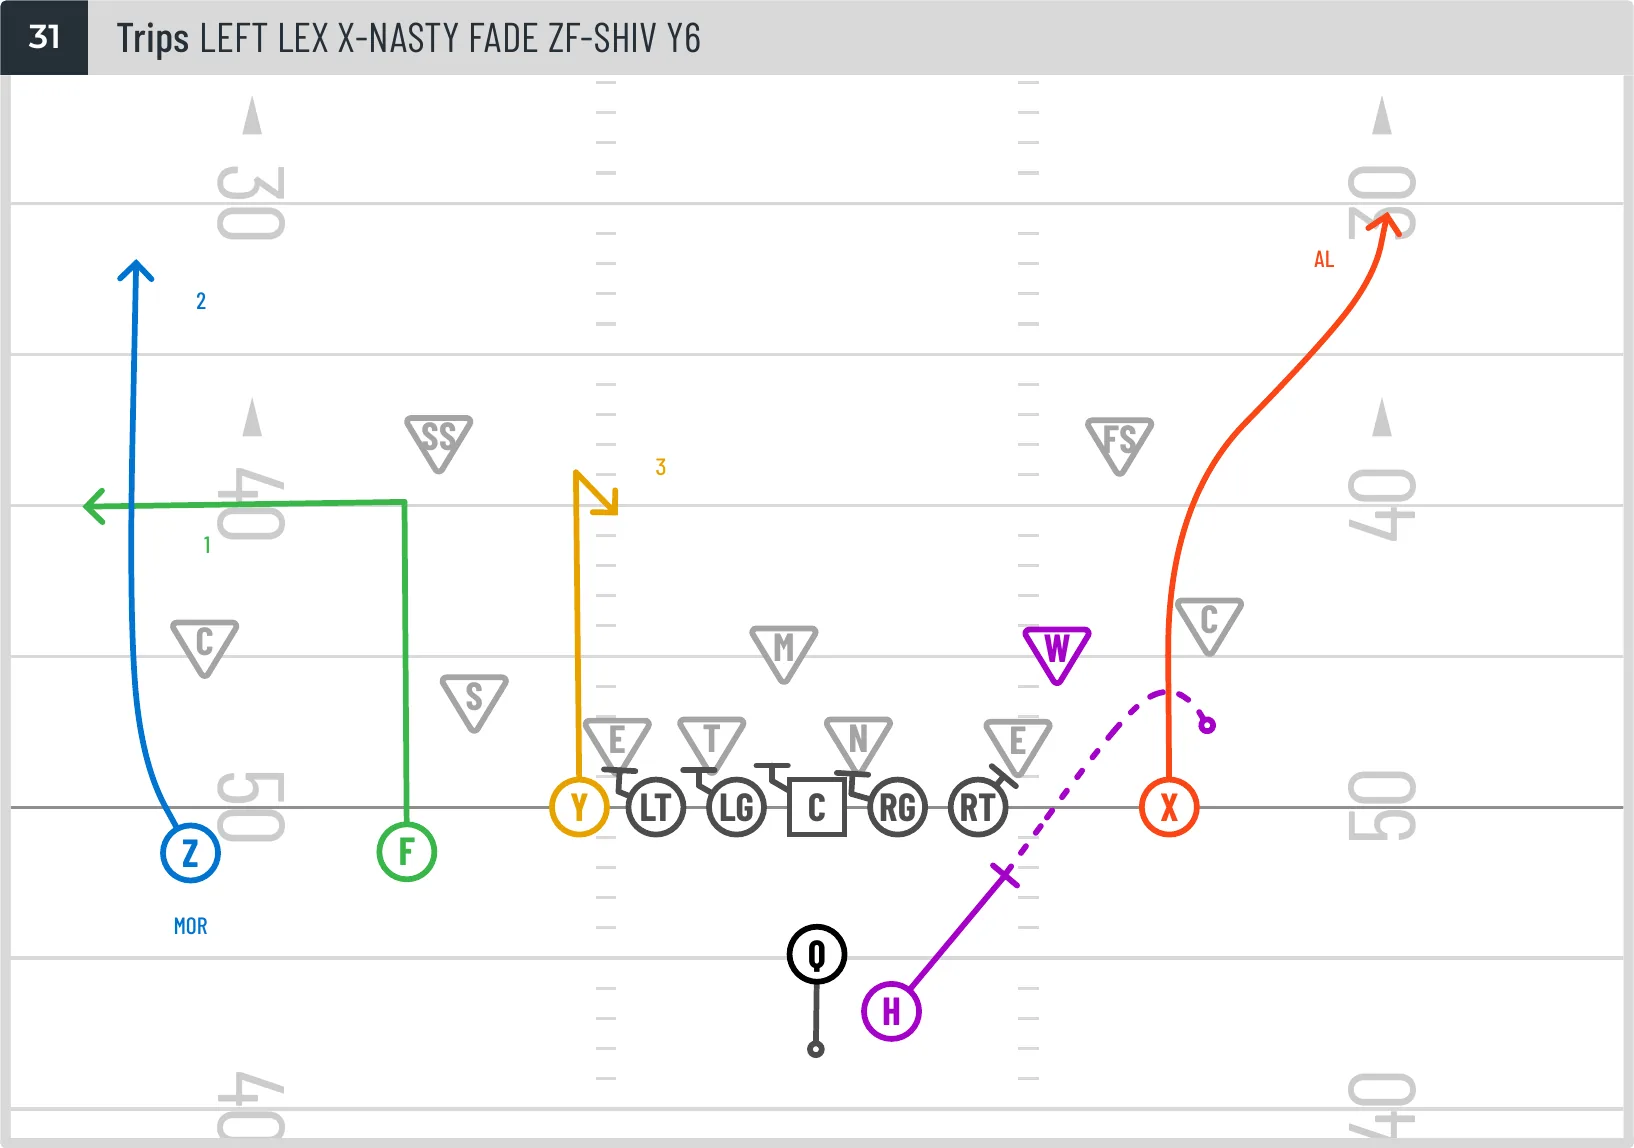 31 Trips LEFT LEX X-NASTY FADE ZF-SHIV Y6
30 30
AL
2
SS FS
3
40 40
1
C M W C
S
E T N E
50 50
Y LT LG C RG RT X
Z F
MOR
Q
H
40 40